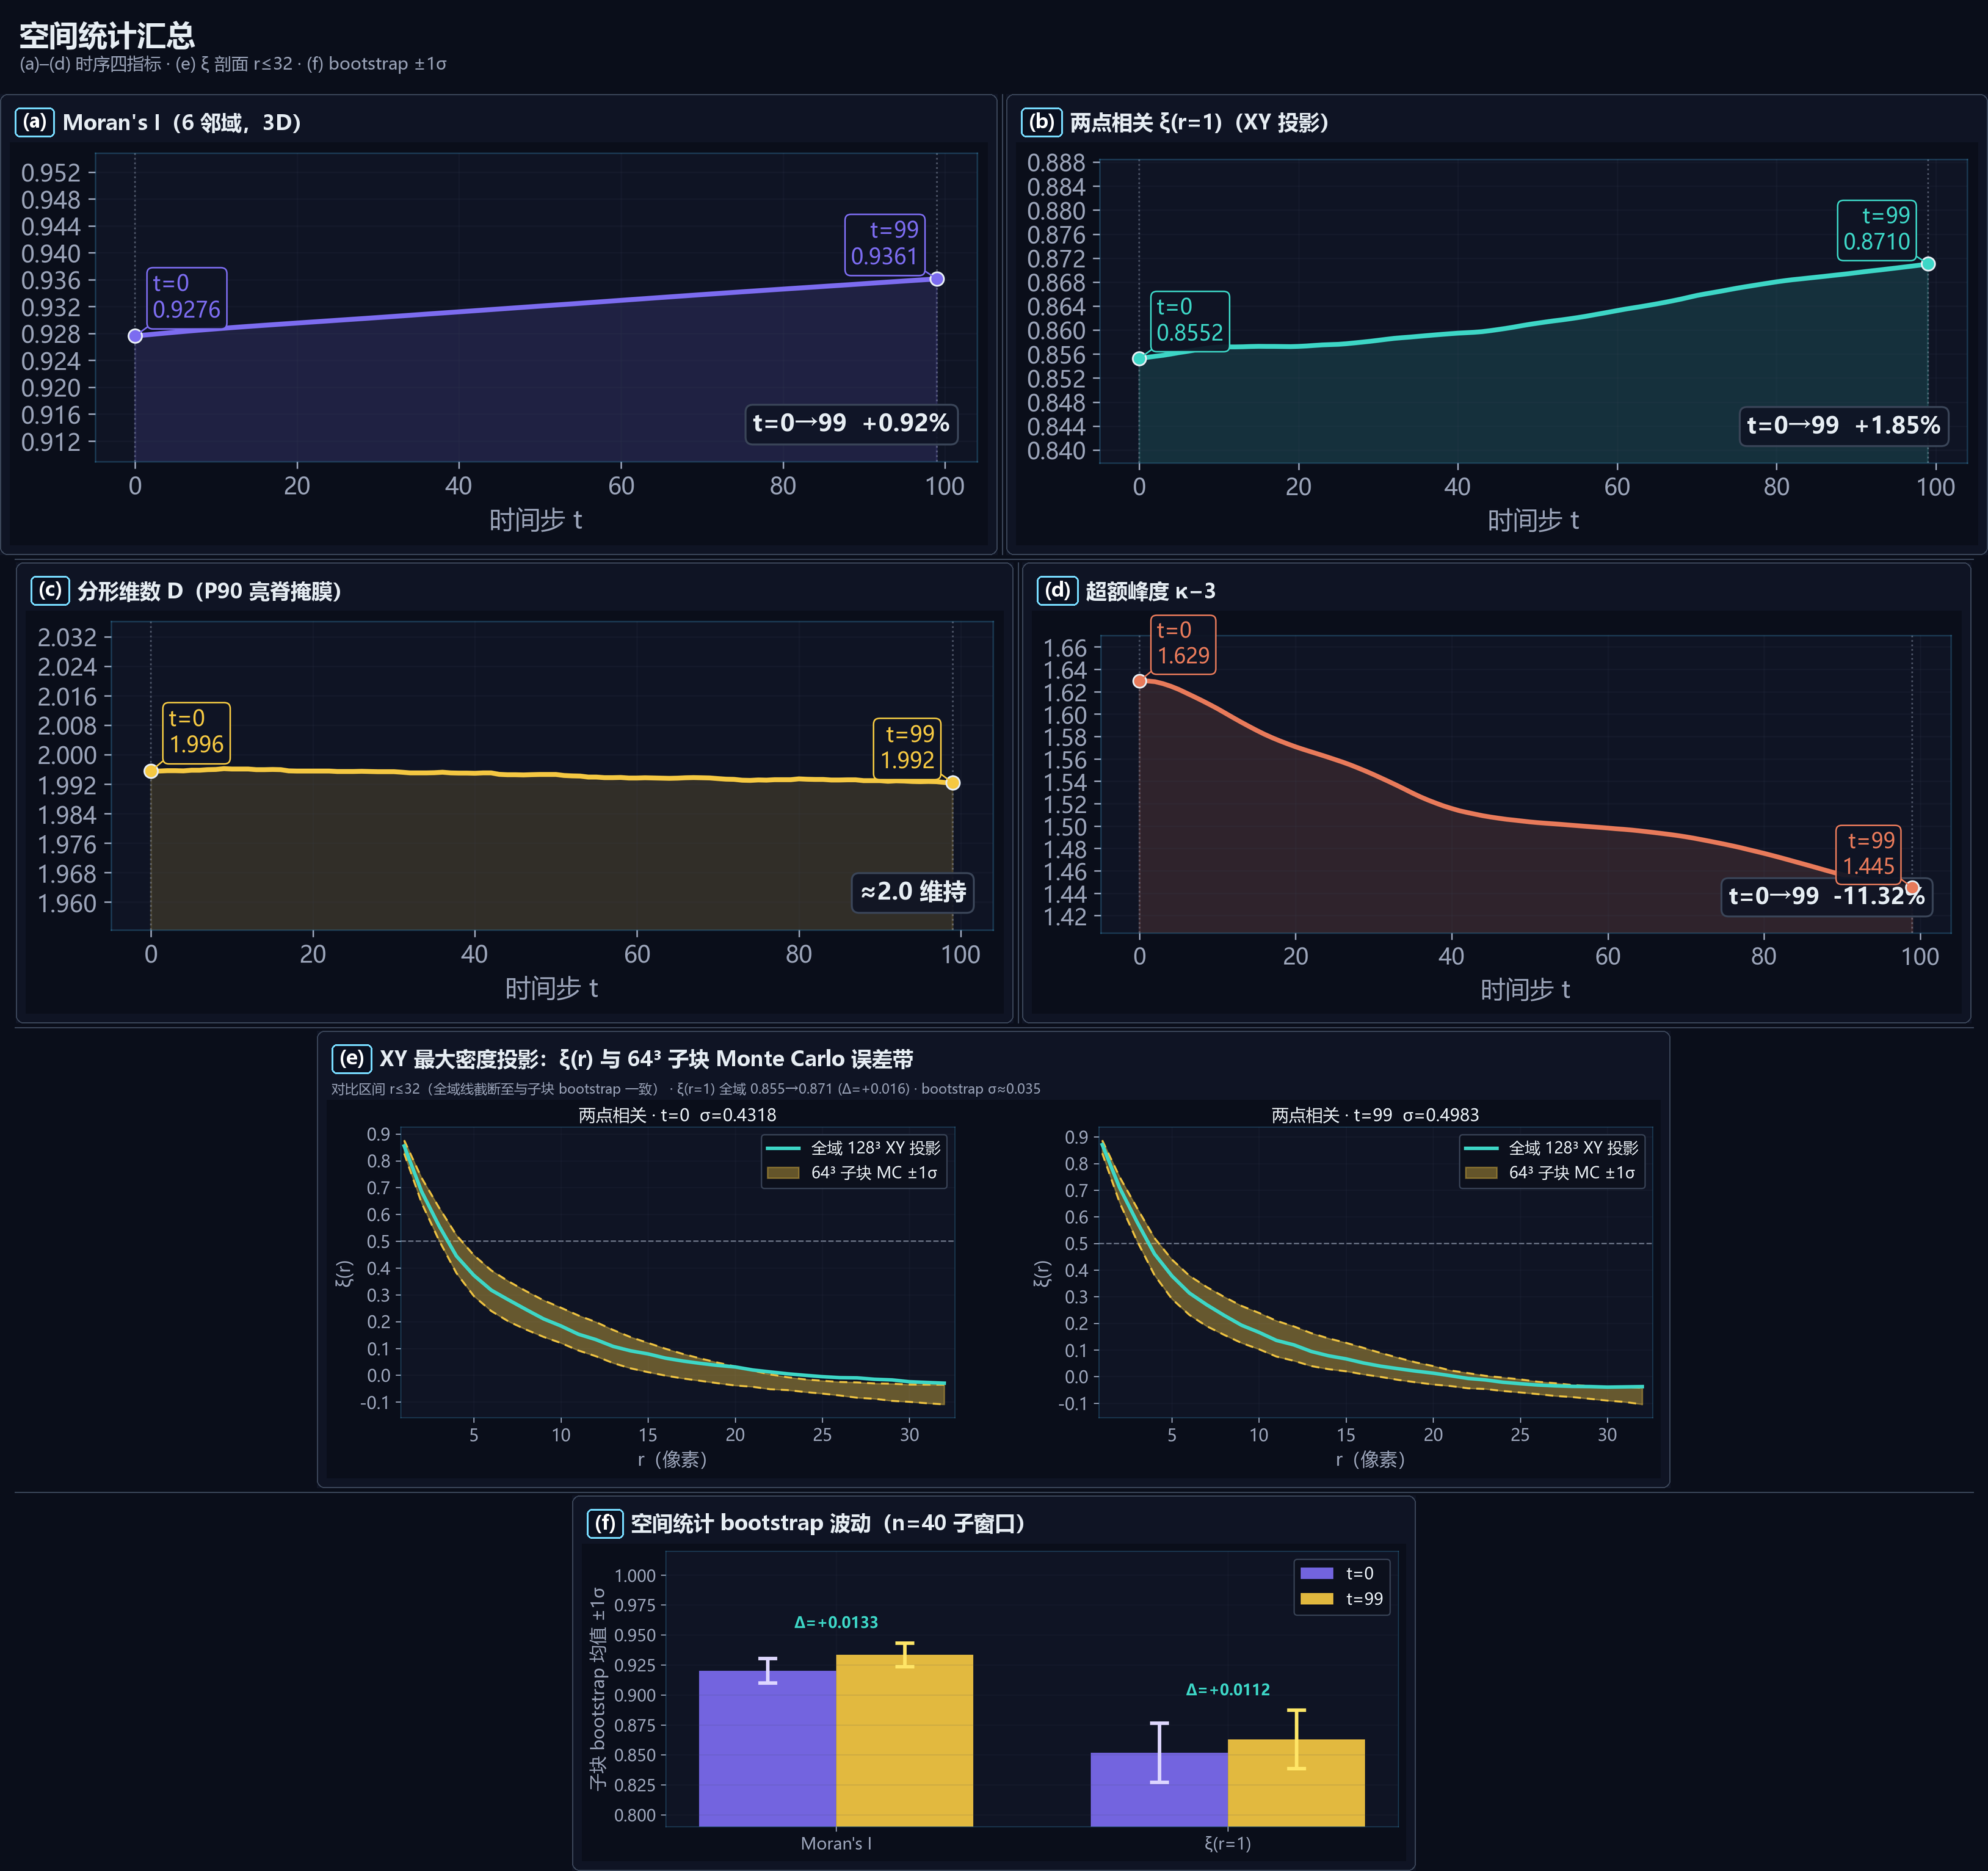 空间统计汇总
(a)–(d) 时序四指标 · (e) ξ 剖面 r≤32 · (f) bootstrap ±1σ
(a) Moran's I（6 邻域，3D）
0.952
0.948
0.944
0.940
0.936
0.932
0.928
0.924
0.920
0.916
0.912
t=0
0.9276
t=99
0.9361
t=0→99 +0.92%
0 20 40 60 80 100
时间步 t
(b) 两点相关 ξ(r=1)（XY 投影）
0.888
0.884
0.880
0.876
0.872
0.868
0.864
0.860
0.856
0.852
0.848
0.844
0.840
t=0
0.8552
t=99
0.8710
t=0→99 +1.85%
0 20 40 60 80 100
时间步 t
(c) 分形维数 D（P90 亮脊掩膜）
2.032
2.024
2.016
2.008
2.000
1.992
1.984
1.976
1.968
1.960
t=0
1.996
t=99
1.992
≈2.0 维持
0 20 40 60 80 100
时间步 t
(d) 超额峰度 κ−3
1.66
1.64
1.62
1.60
1.58
1.56
1.54
1.52
1.50
1.48
1.46
1.44
1.42
t=0
1.629
t=99
1.445
t=0→99 -11.32%
0 20 40 60 80 100
时间步 t
(e) XY 最大密度投影：ξ(r) 与 64³ 子块 Monte Carlo 误差带
对比区间 r≤32（全域线截断至与子块 bootstrap 一致） · ξ(r=1) 全域 0.855→0.871 (Δ=+0.016) · bootstrap σ≈0.035
两点相关 · t=0 σ=0.4318
全域 128³ XY 投影
64³ 子块 MC ±1σ
0.9
0.8
0.7
0.6
0.5
0.4
0.3
0.2
0.1
0.0
-0.1
ξ(r)
5 10 15 20 25 30
r（像素）
两点相关 · t=99 σ=0.4983
全域 128³ XY 投影
64³ 子块 MC ±1σ
0.9
0.8
0.7
0.6
0.5
0.4
0.3
0.2
0.1
0.0
-0.1
ξ(r)
5 10 15 20 25 30
r（像素）
(f) 空间统计 bootstrap 波动（n=40 子窗口）
t=0
t=99
1.000
0.975
0.950
0.925
0.900
0.875
0.850
0.825
0.800
子块 bootstrap 均值 ±1σ
Δ=+0.0133
Δ=+0.0112
Moran's I ξ(r=1)